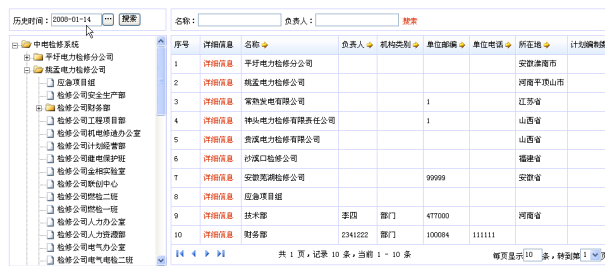 历史时间：2008-01-14 ... 搜索
名称： 负责人： 搜索
中电检修系统
平圩电力检修分公司
姚孟电力检修公司
应急项目组
检修公司安全生产部
检修公司财务部
检修公司工程项目部
检修公司机电修造办公室
检修公司计划经营部
检修公司继电保护班
检修公司金相实验室
检修公司联创中心
检修公司燃检二班
检修公司燃检一班
检修公司人力办公室
检修公司人力资源部
检修公司电气办公室
检修公司电气电检二班
序号 详细信息 名称 负责人 机构类别 单位邮编 单位电话 所在地
1 详细信息 平圩电力检修分公司 安徽淮南市
2 详细信息 姚孟电力检修公司 河南平顶山市
3 详细信息 常熟发电有限公司 1 江苏省
4 详细信息 神头电力检修有限责任公司 1 山西省
5 详细信息 贵溪电力检修有限公司 山西省
6 详细信息 沙溪口检修公司 福建省
7 详细信息 安徽芜湖检修公司 99999 安徽省
8 详细信息 应急项目组
9 详细信息 技术部 李四 部门 477000 河南省
10 详细信息 财务部 2341222 部门 100084 111111
共 1 页，记录 10 条，当前 1 - 10 条 每页显示 10 条，转到第 1 页